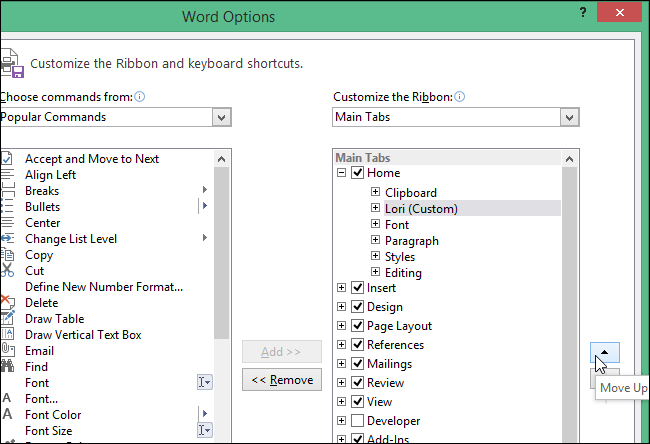 Word Options
?
Customize the Ribbon and keyboard shortcuts.
Choose commands from:
Popular Commands
Accept and Move to Next
Align Left
Breaks
Bullets
Center
Change List Level
Copy
Cut
Define New Number Format...
Delete
Draw Table
Draw Vertical Text Box
Email
Find
Font
Font...
Font Color
Font Size
Add >>
<< Remove
Customize the Ribbon:
Main Tabs
Main Tabs
Home
Clipboard
Lori (Custom)
Font
Paragraph
Styles
Editing
Insert
Design
Page Layout
References
Mailings
Review
View
Developer
Add-Ins
Move Up